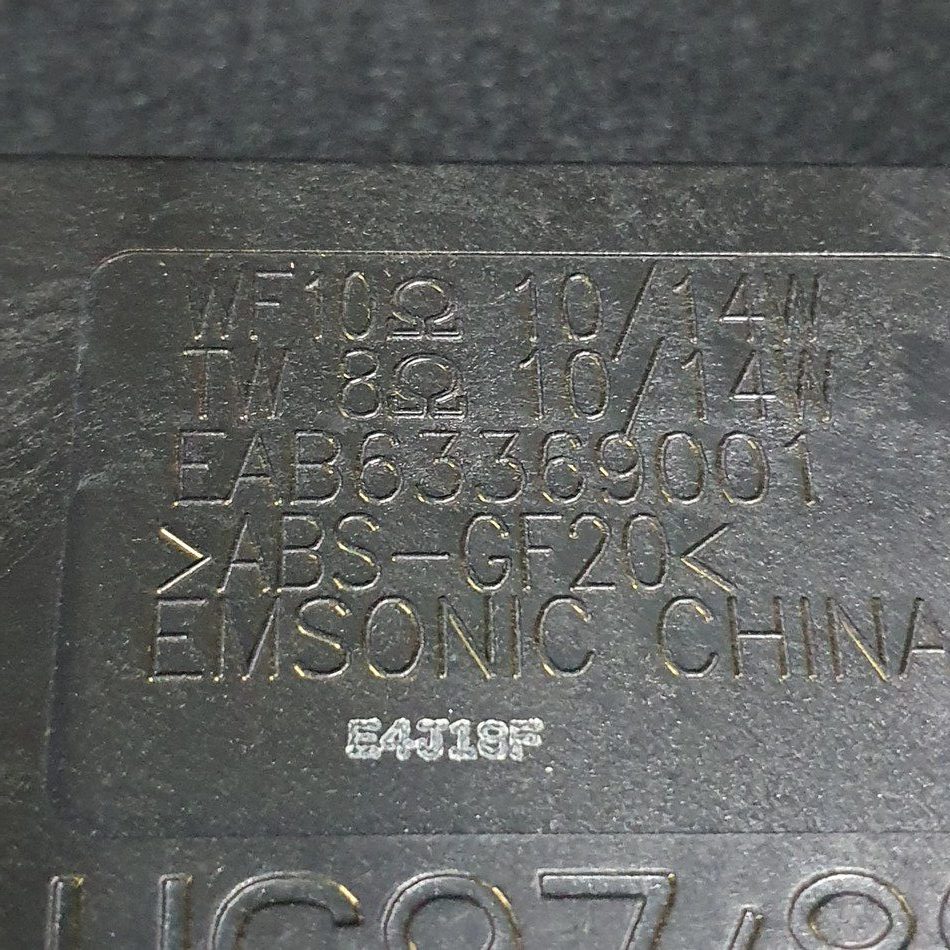 WF10Ω 10/14W
TW 8Ω 10/14W
EAB63369001
>ABS-GF20<
EMSONIC CHINA
E4J18F